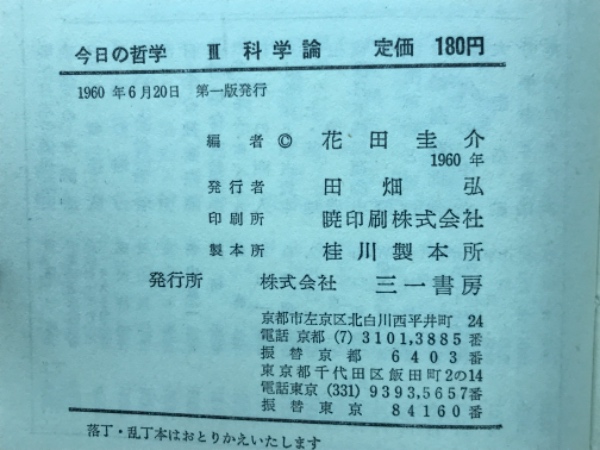 今日の哲学 Ⅲ 科学論 定価 180円
1960 年6月20日 第一版発行
編者 © 花田圭介
1960 年
発行者 田畑弘
印刷所 暁印刷株式会社
製本所 桂川製本所
発行所 株式会社 三一書房
京都市左京区北白川西平井町 24
電話 京都 (7) 3101,3885 番
振替京都 6403 番
東京都千代田区飯田町2の14
電話東京 (331) 9393,5657番
振替東京 84160 番
落丁・乱丁本はおとりかえいたします